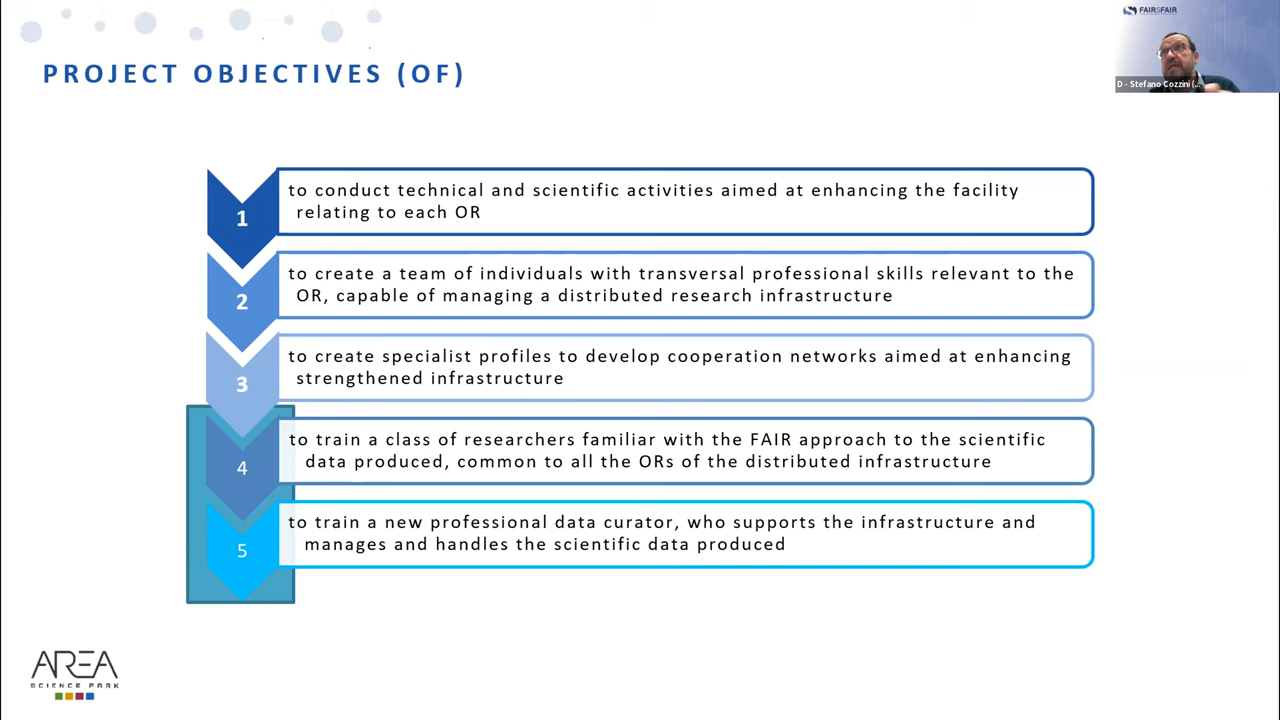 FAIRSFAIR
PROJECT OBJECTIVES (OF)
D - Stefano Cozzini (...
1
to conduct technical and scientific activities aimed at enhancing the facility
relating to each OR
2
to create a team of individuals with transversal professional skills relevant to the
OR, capable of managing a distributed research infrastructure
3
to create specialist profiles to develop cooperation networks aimed at enhancing
strengthened infrastructure
4
to train a class of researchers familiar with the FAIR approach to the scientific
data produced, common to all the ORs of the distributed infrastructure
5
to train a new professional data curator, who supports the infrastructure and
manages and handles the scientific data produced
AREA
SCIENCE PARK